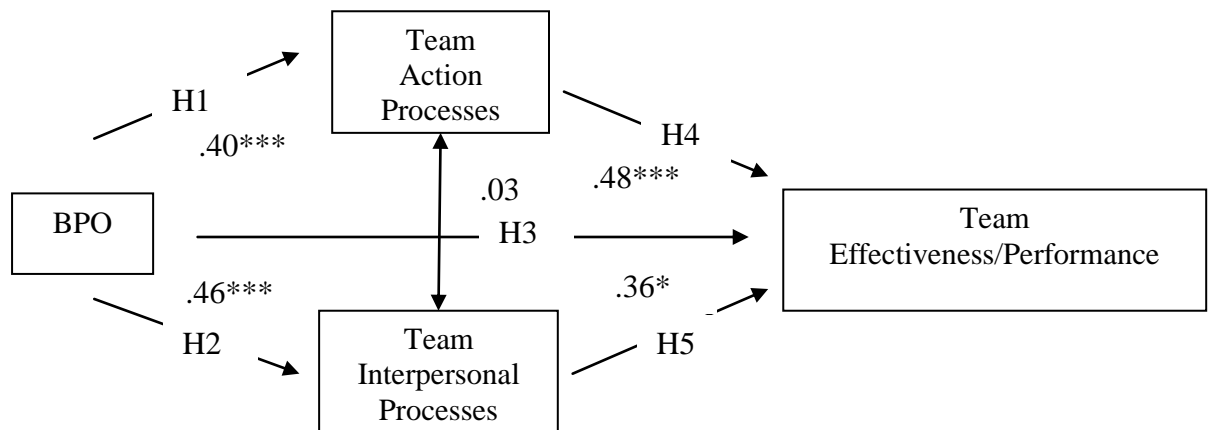 Team
Action
Processes
H1
.40***
H4
.48***
.03
BPO
H3
Team
Effectiveness/Performance
.46***
.36*
H2
H5
Team
Interpersonal
Processes